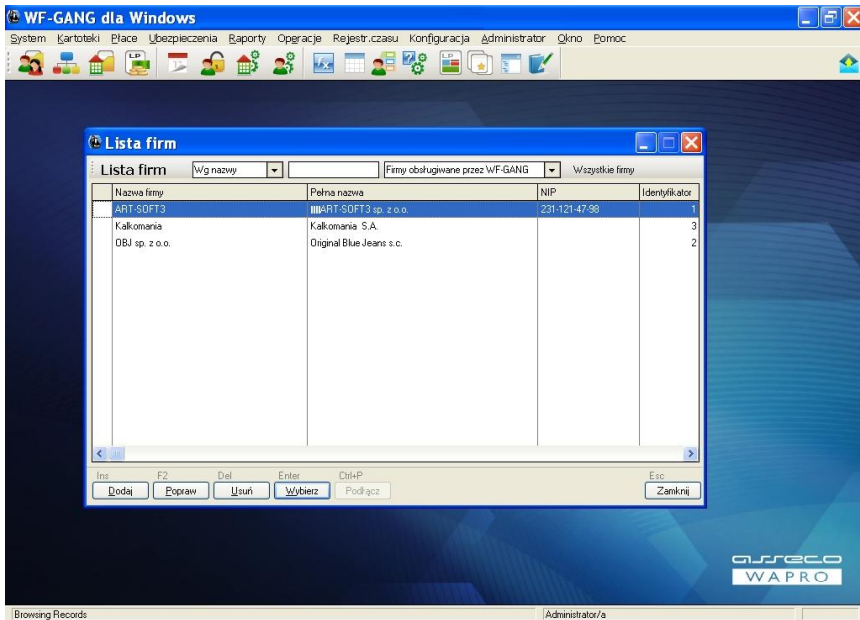 WF-GANG dla Windows
System Kartoteki Płace Ubezpieczenia Raporty Operacje Rejestr.czasu Konfiguracja Administrator Okno Pomoc
Lista firm
Lista firm Wg nazwy Firmy obsługiwane przez WF-GANG Wszystkie firmy
Nazwa firmy Pełna nazwa NIP Identyfikator
ART-SOFT3 ART-SOFT3 sp. z o.o. 231-121-47-98 1
Kalkomania Kalkomania S.A. 3
OBJ sp. z o.o. Original Blue Jeans s.c. 2
Ins F2 Del Enter Ctrl+P Esc
Dodaj Popraw Usuń Wybierz Podłącz Zamknij
asseco
WAPRO
Browsing Records Administrator/a